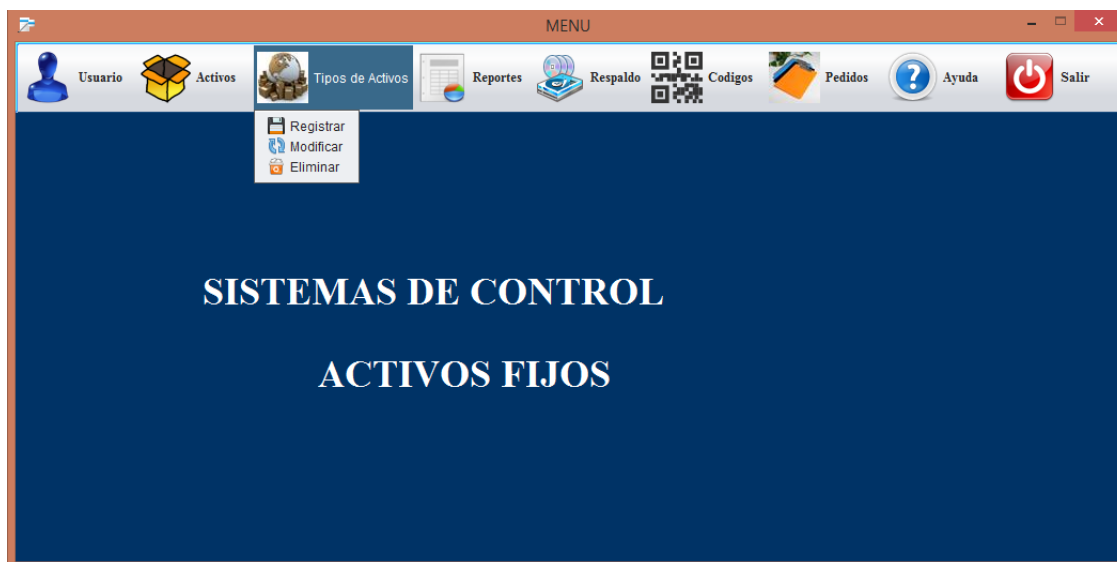 MENU
Usuario Activos Tipos de Activos Reportes Respaldo Codigos Pedidos Ayuda Salir
Registrar
Modificar
Eliminar
SISTEMAS DE CONTROL
ACTIVOS FIJOS